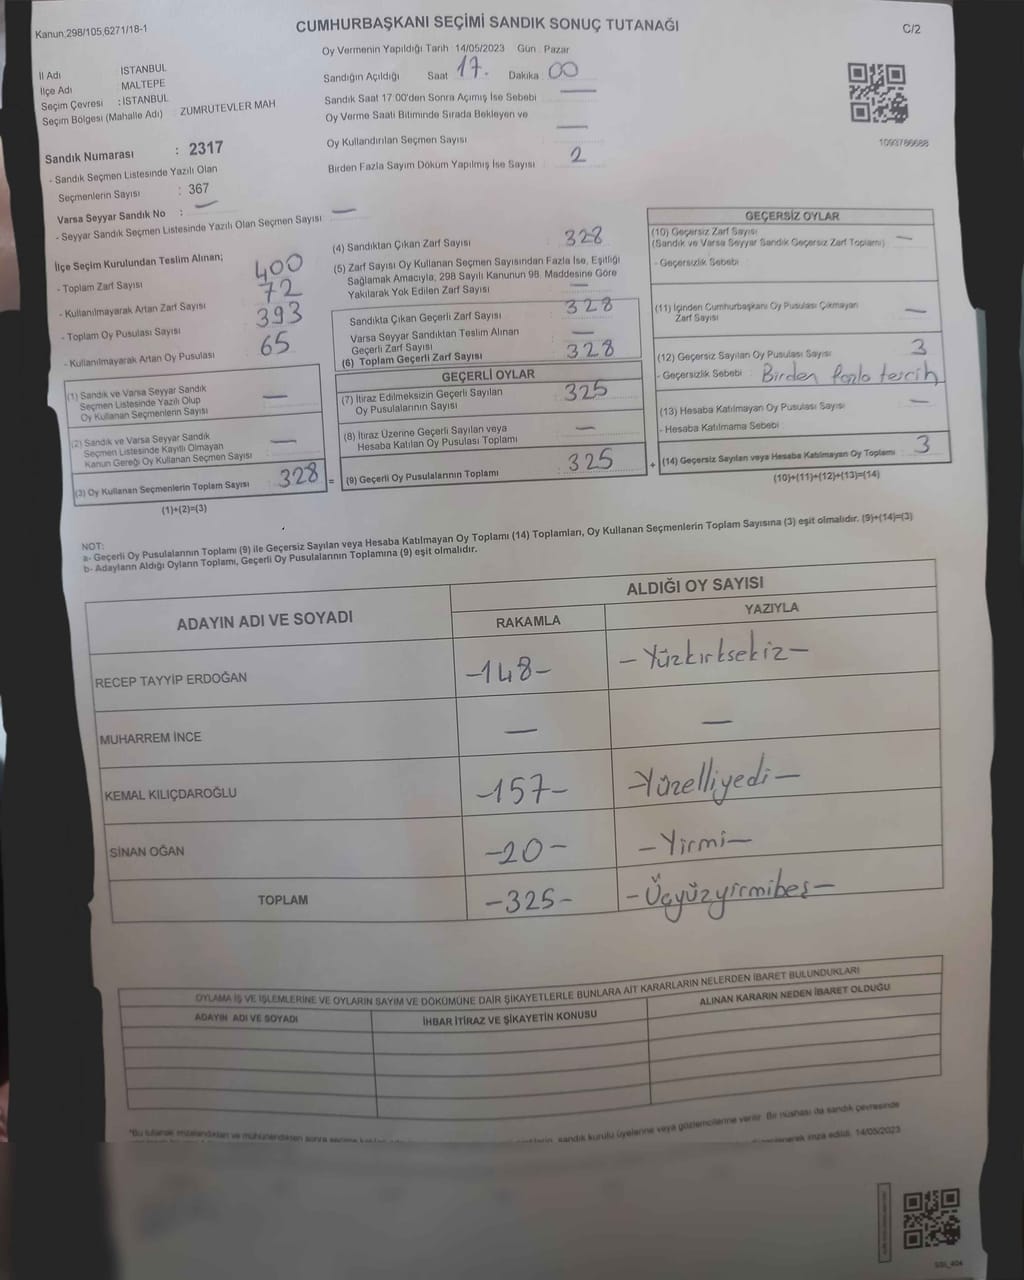 Kanun,298/105,6271/18-1
CUMHURBAŞKANI SEÇİMİ SANDIK SONUÇ TUTANAĞI
C/2
Oy Vermenin Yapıldığı Tarih 14/05/2023 Gün : Pazar
İl Adı İSTANBUL
İlçe Adı MALTEPE
Seçim Çevresi : İSTANBUL
Seçim Bölgesi (Mahalle Adı) : ZÜMRÜTEVLER MAH
Sandığın Açıldığı Saat 17. Dakika 00
Sandık Saat 17 00'den Sonra Açımış İse Sebebi —
Oy Verme Saati Bitiminde Sırada Bekleyen ve
Oy Kullandırılan Seçmen Sayısı —
Birden Fazla Sayım Döküm Yapılmış İse Sayısı 2
1093766688
Sandık Numarası : 2317
- Sandık Seçmen Listesinde Yazılı Olan
Seçmenlerin Sayısı : 367
Varsa Seyyar Sandık No : —
- Seyyar Sandık Seçmen Listesinde Yazılı Olan Seçmen Sayısı —
İlçe Seçim Kurulundan Teslim Alınan;
- Toplam Zarf Sayısı 400
- Kullanılmayarak Artan Zarf Sayısı 72
- Toplam Oy Pusulası Sayısı 393
- Kullanılmayarak Artan Oy Pusulası 65
(1) Sandık ve Varsa Seyyar Sandık
Seçmen Listesinde Yazılı Olup
Oy Kullanan Seçmenlerin Sayısı —
(2) Sandık ve Varsa Seyyar Sandık
Seçmen Listesinde Kayıtlı Olmayan
Kanun Gereği Oy Kullanan Seçmen Sayısı —
(3) Oy Kullanan Seçmenlerin Toplam Sayısı : 328 =
(1)+(2)=(3)
(4) Sandıktan Çıkan Zarf Sayısı : 328
(5) Zarf Sayısı Oy Kullanan Seçmen Sayısından Fazla İse, Eşitliği
Sağlamak Amacıyla, 298 Sayılı Kanunun 98. Maddesine Göre
Yakılarak Yok Edilen Zarf Sayısı —
Sandıkta Çıkan Geçerli Zarf Sayısı : 328
Varsa Seyyar Sandıktan Teslim Alınan
Geçerli Zarf Sayısı —
(6) Toplam Geçerli Zarf Sayısı 328
GEÇERLİ OYLAR
(7) İtiraz Edilmeksizin Geçerli Sayılan
Oy Pusulalarının Sayısı : 325
(8) İtiraz Üzerine Geçerli Sayılan veya
Hesaba Katılan Oy Pusulası Toplamı —
(9) Geçerli Oy Pusulalarının Toplamı : 325 +
GEÇERSİZ OYLAR
(10) Geçersiz Zarf Sayısı
(Sandık ve Varsa Seyyar Sandık Geçersiz Zarf Toplamı) —
- Geçersizlik Sebebi :
(11) İçinden Cumhurbaşkanı Oy Pusulası Çıkmayan
Zarf Sayısı —
(12) Geçersiz Sayılan Oy Pusulası Sayısı : 3
- Geçersizlik Sebebi : Birden fazla tercih
(13) Hesaba Katılmayan Oy Pusulası Sayısı —
- Hesaba Katılmama Sebebi
(14) Geçersiz Sayılan veya Hesaba Katılmayan Oy Toplamı : 3
(10)+(11)+(12)+(13)=(14)
NOT:
a- Geçerli Oy Pusulalarının Toplamı (9) ile Geçersiz Sayılan veya Hesaba Katılmayan Oy Toplamı (14) Toplamları, Oy Kullanan Seçmenlerin Toplam Sayısına (3) eşit olmalıdır. (9)+(14)=(3)
b- Adayların Aldığı Oyların Toplamı, Geçerli Oy Pusulalarının Toplamına (9) eşit olmalıdır.
ADAYIN ADI VE SOYADI
ALDIĞI OY SAYISI
RAKAMLA YAZIYLA
RECEP TAYYİP ERDOĞAN -148- -Yüzkırksekiz-
MUHARREM İNCE — —
KEMAL KILIÇDAROĞLU -157- -Yüzelliyedi-
SİNAN OĞAN -20- -Yirmi-
TOPLAM -325- -Üçyüzyirmibeş-
OYLAMA İŞ VE İŞLEMLERİNE VE OYLARIN SAYIM VE DÖKÜMÜNE DAİR ŞİKAYETLERLE BUNLARA AİT KARARLARIN NELERDEN İBARET BULUNDUKLARI
ADAYIN ADI VE SOYADI İHBAR İTİRAZ VE ŞİKAYETİN KONUSU ALINAN KARARIN NEDEN İBARET OLDUĞU
*Bu tutanak imzalandıktan ve mühürlendikten sonra sandık kurulu üyelerine veya gözlemcilerine verilir. Bir nüshası da sandık çevresinde
imza edildi. 14/05/2023